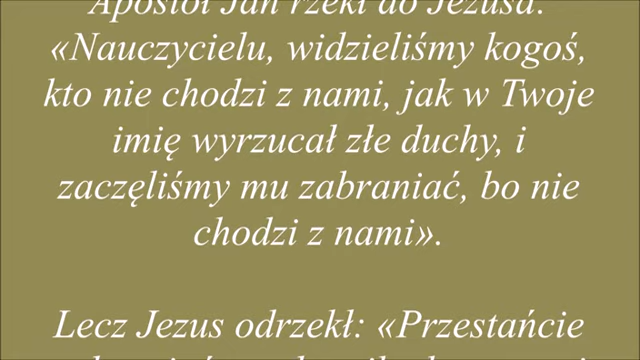 Apostoł Jan rzekł do Jezusa:
«Nauczycielu, widzieliśmy kogoś,
kto nie chodzi z nami, jak w Twoje
imię wyrzucał złe duchy, i
zaczęliśmy mu zabraniać, bo nie
chodzi z nami».
Lecz Jezus odrzekł: «Przestańcie